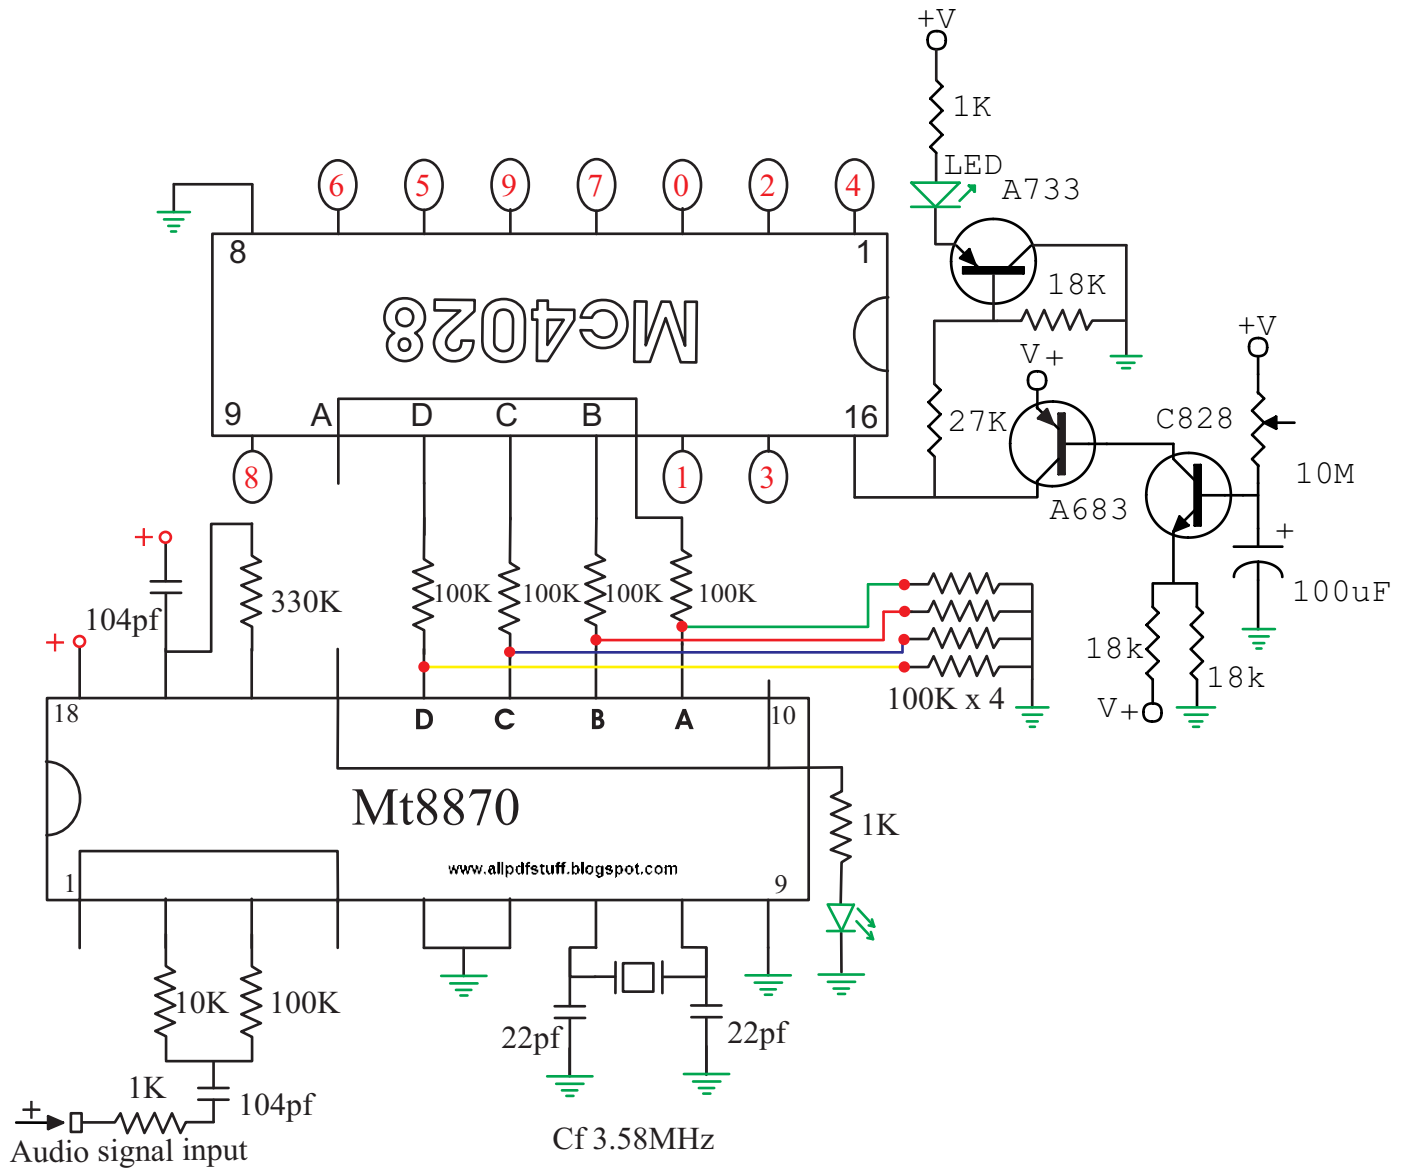 +V
1K
LED
A733
6 5 9 7 0 2 4
8 1
Mc4028
18K
+V
V+
9 A D C B 16
27K
C828
8 1 3
10M
A683
+
+
104pf
330K
100K 100K 100K 100K
100uF
+
18k
18k
100K x 4
V+
18 D C B A 10
Mt8870
1K
www.allpdfstuff.blogspot.com
1 9
10K 100K
22pf 22pf
1K
104pf
+
Audio signal input
Cf 3.58MHz